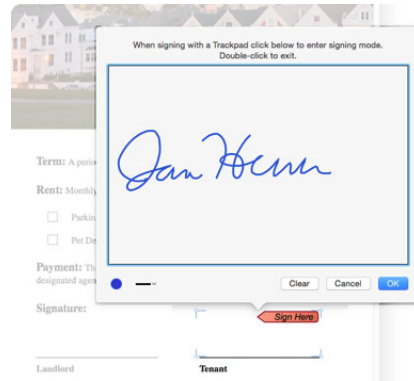 When signing with a Trackpad click below to enter signing mode.
Double-click to exit.
Term: A perio
Rent: Monthly
Parkin
Pet De
Payment: Th
designated agen
Clear Cancel OK
Signature:
Sign Here
Landlord Tenant